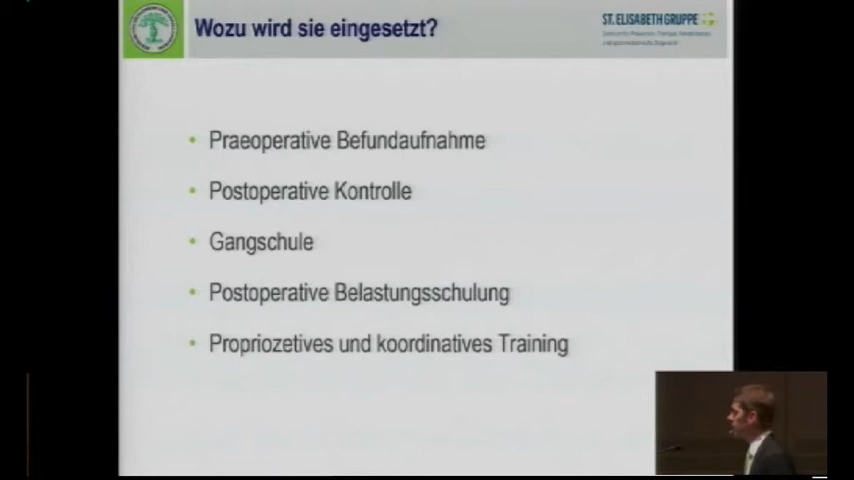 Wozu wird sie eingesetzt?
ST. ELISABETH GRUPPE
• Praeoperative Befundaufnahme
• Postoperative Kontrolle
• Gangschule
• Postoperative Belastungsschulung
• Propriozetives und koordinatives Training